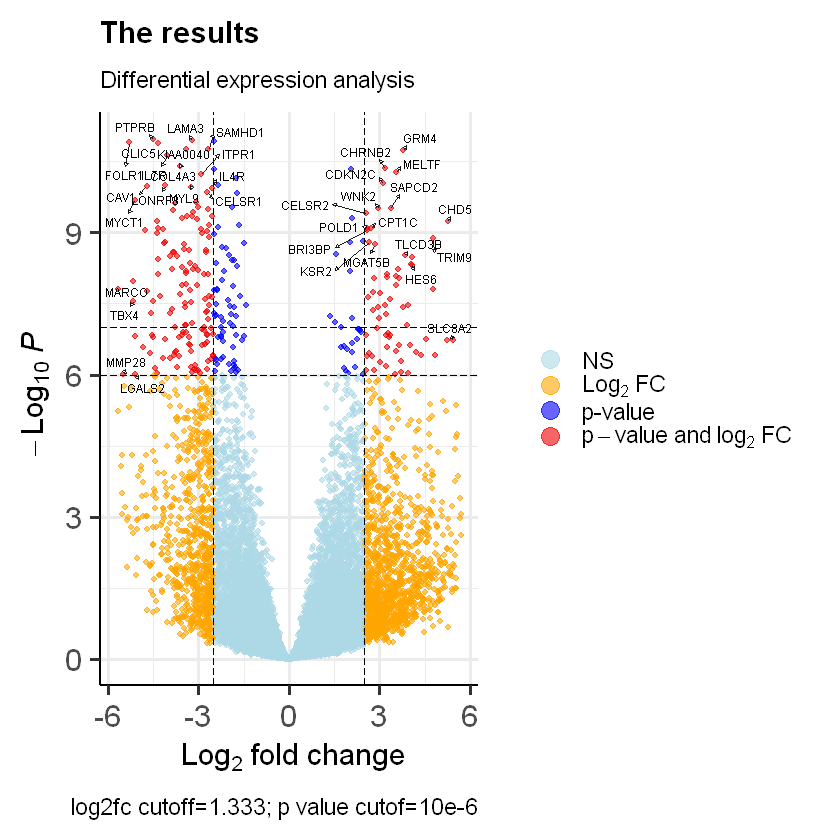 The results
Differential expression analysis
PTPRB
LAMA3
SAMHD1
GRM4
CLIC5
KIAA0040
ITPR1
CHRNB2
MELTF
FOLR1
IL7R
COL4A3
IL4R
CDKN2C
SAPCD2
CAV1
LONRF3
MYL9
CELSR1
CELSR2
WNK2
CHD5
MYCT1
POLD1
CPT1C
9
BRI3BP
TLCD3B
TRIM9
KSR2
MGAT5B
HES6
MARCO
TBX4
SLC8A2
MMP28
LGALS2
6
3
0
-6 -3 0 3 6
− Log10 P
Log2 fold change
NS
Log2 FC
p-value
p − value and log2 FC
log2fc cutoff=1.333; p value cutof=10e-6